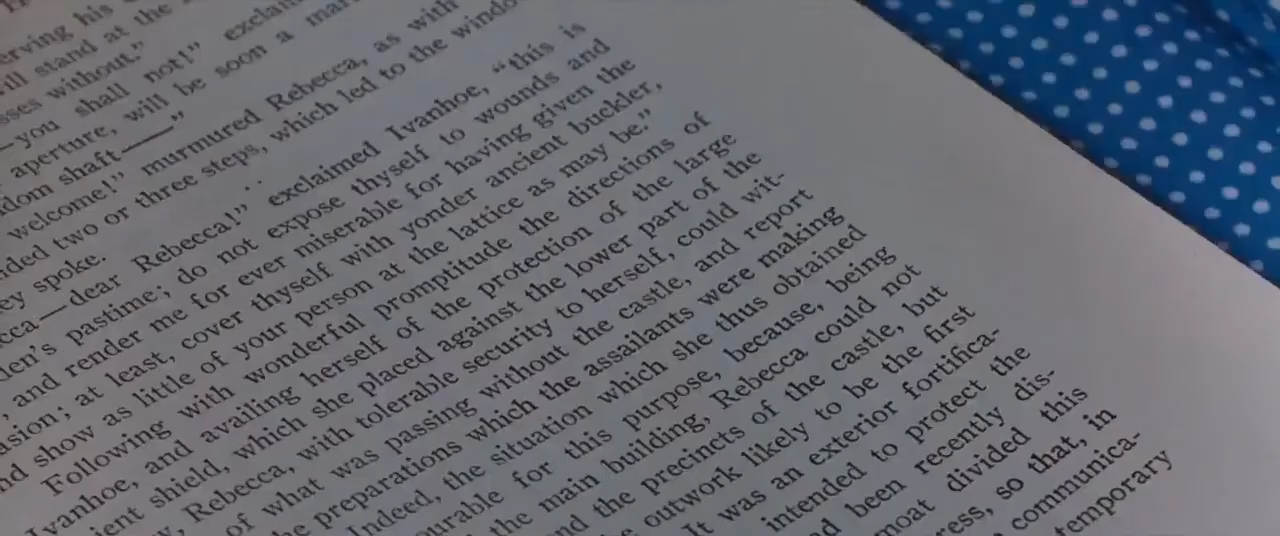 erving his
ill stand at the
sses without.”
—you shall not!” exclai
aperture, will be soon a mar
dom shaft——”
welcome!” murmured Rebecca, as with
nded two or three steps, which led to the windo
ey spoke.
cca—dear Rebecca!” exclaimed Ivanhoe, “this is
den's pastime; do not expose thyself to wounds and
, and render me for ever miserable for having given the
asion; at least, cover thyself with yonder ancient buckler,
nd show as little of your person at the lattice as may be.”
Following with wonderful promptitude the directions of
Ivanhoe, and availing herself of the protection of the large
ient shield, which she placed against the lower part of the
w, Rebecca, with tolerable security to herself, could wit-
of what was passing without the castle, and report
he preparations which the assailants were making
Indeed, the situation which she thus obtained
ourable for this purpose, because, being
the main building, Rebecca could not
nd the precincts of the castle, but
outwork likely to be the first
It was an exterior fortifica-
intended to protect the
ad been recently dis-
moat divided this
ress, so that, in
communica-
temporary